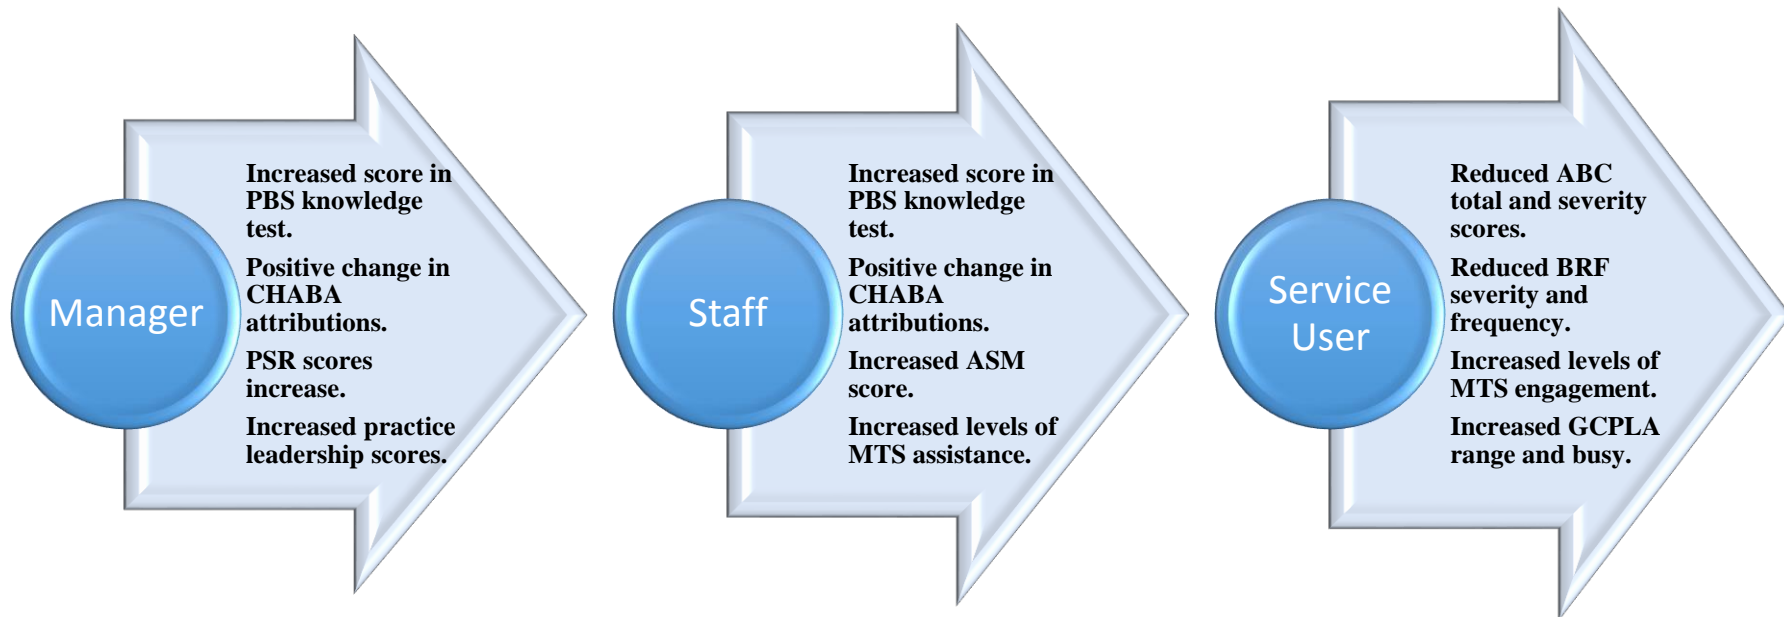 Manager
Increased score in
PBS knowledge
test.
Positive change in
CHABA
attributions.
PSR scores
increase.
Increased practice
leadership scores.
Staff
Increased score in
PBS knowledge
test.
Positive change in
CHABA
attributions.
Increased ASM
score.
Increased levels of
MTS assistance.
Service
User
Reduced ABC
total and severity
scores.
Reduced BRF
severity and
frequency.
Increased levels of
MTS engagement.
Increased GCPLA
range and busy.